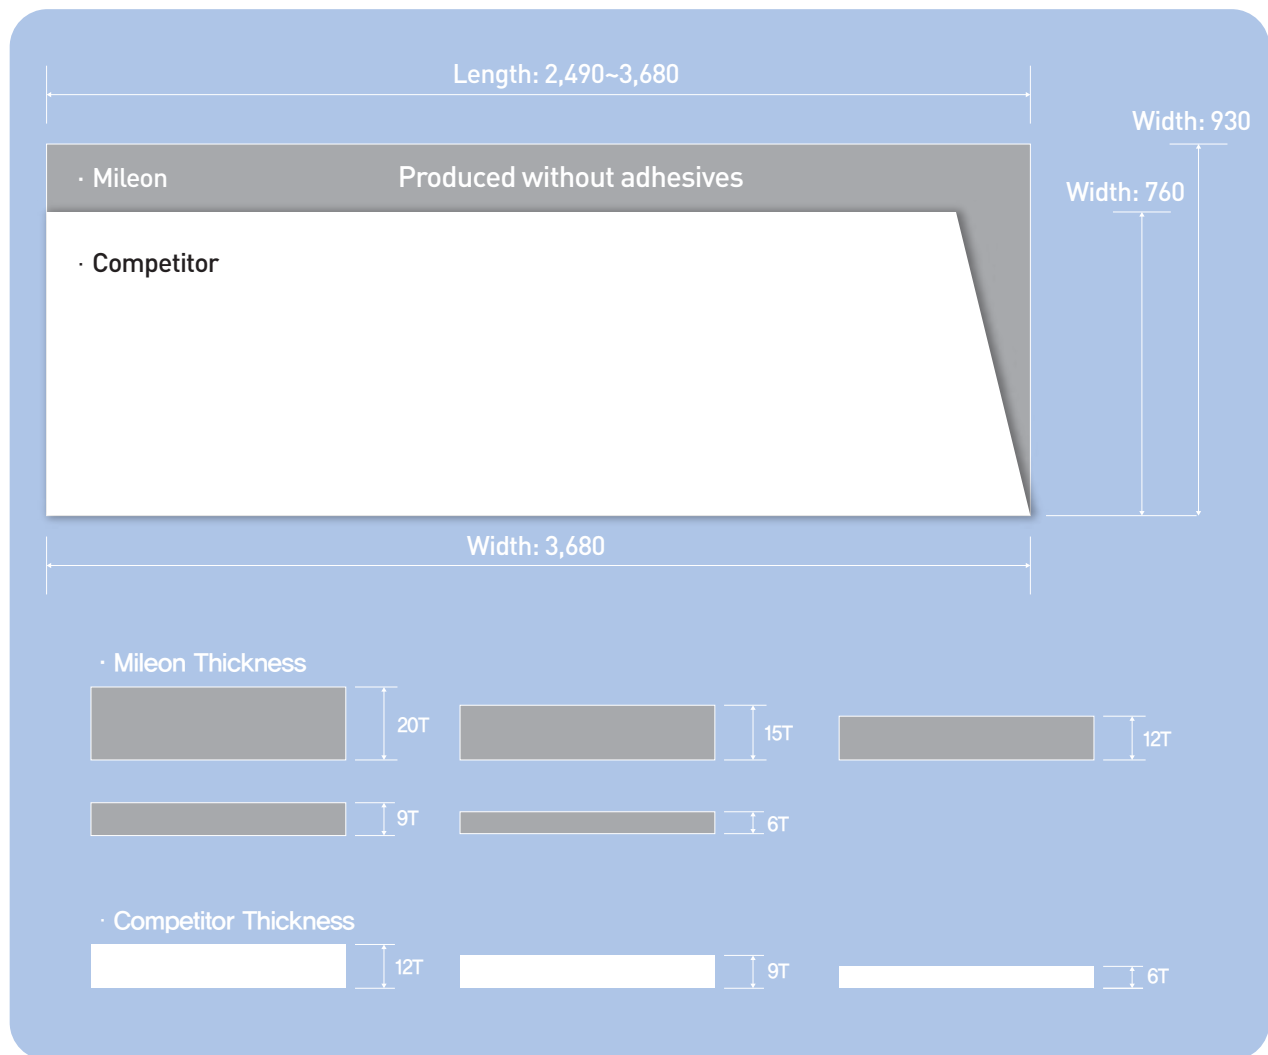 Length: 2,490~3,680
Width: 930
· Mileon
Produced without adhesives
Width: 760
· Competitor
Width: 3,680
· Mileon Thickness
20T
15T
12T
9T
6T
· Competitor Thickness
12T
9T
6T